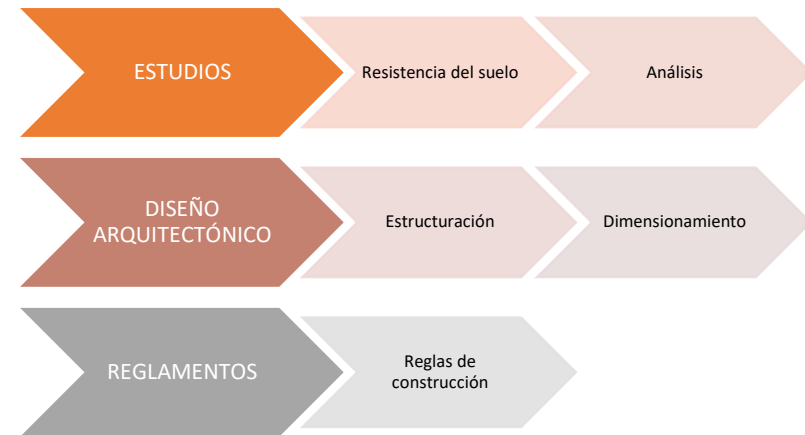 ESTUDIOS
Resistencia del suelo
Análisis
DISEÑO
ARQUITECTÓNICO
Estructuración
Dimensionamiento
REGLAMENTOS
Reglas de
construcción